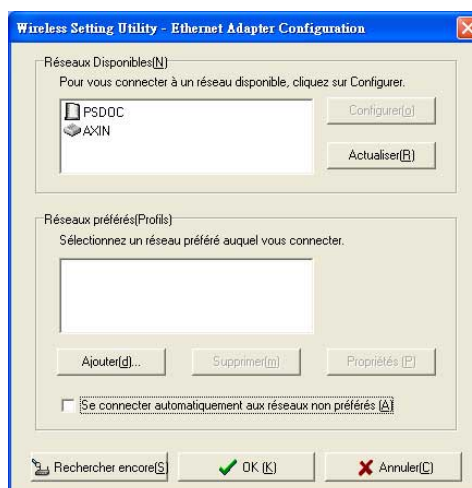 Wireless Setting Utility - Ethernet Adapter Configuration
Réseaux Disponibles(N)
Pour vous connecter à un réseau disponible, cliquez sur Configurer.
PSDOC
AXIN
Configurer(o)
Actualiser(R)
Réseaux préférés(Profils)
Sélectionnez un réseau préféré auquel vous connecter.
Ajouter(d)...
Supprimer(m)
Propriétés (P)
Se connecter automatiquement aux réseaux non préférés (A)
Rechercher encore(S)
OK (K)
Annuler(C)